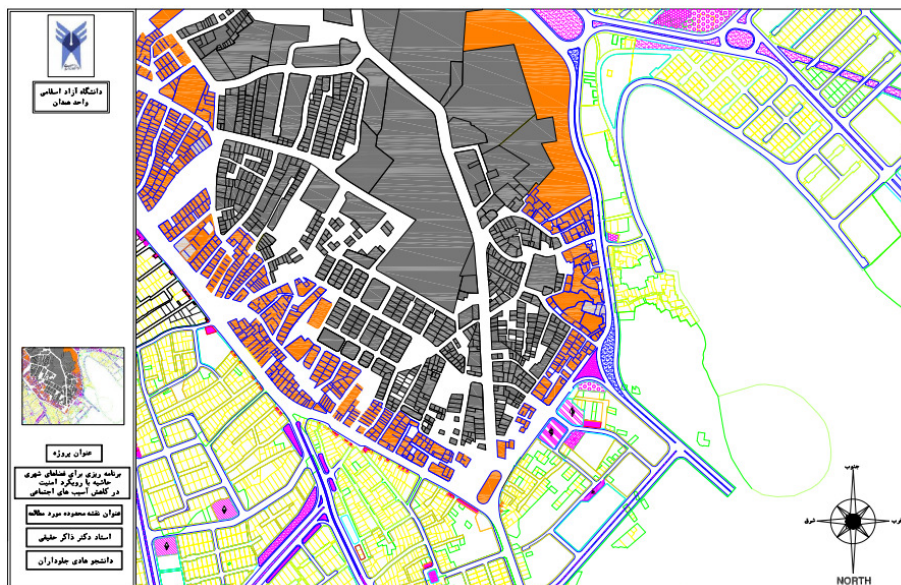 دانشگاه آزاد اسلامی
واحد همدان
عنوان پروژه
برنامه ریزی برای فضاهای شهری
حاشیه با رویکرد امنیت
در کاهش آسیب های اجتماعی
عنوان نقشه محدوده مورد مطالعه
استاد دکتر ذاکر حقیقی
دانشجو هادی جلوداران
جنوب
شرق
غرب
NORTH